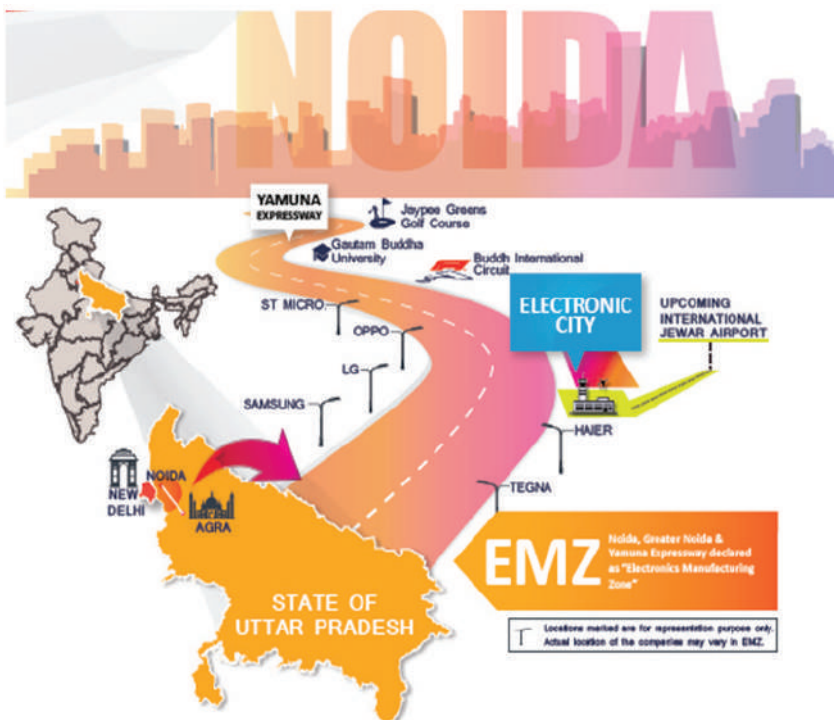 NOIDA
YAMUNA
EXPRESSWAY
Jaypee Greens
Golf Course
Gautam Buddha
University
Buddh International
Circuit
ST MICRO.
OPPO
LG
SAMSUNG
ELECTRONIC
CITY
UPCOMING
INTERNATIONAL
JEWAR AIRPORT
HAIER
TEGNA
NOIDA
NEW
DELHI
AGRA
STATE OF
UTTAR PRADESH
EMZ
Noida, Greater Noida &
Yamuna Expressway declared
as "Electronics Manufacturing
Zone"
Locations marked are for representation purpose only.
Actual location of the companies may vary in EMZ.